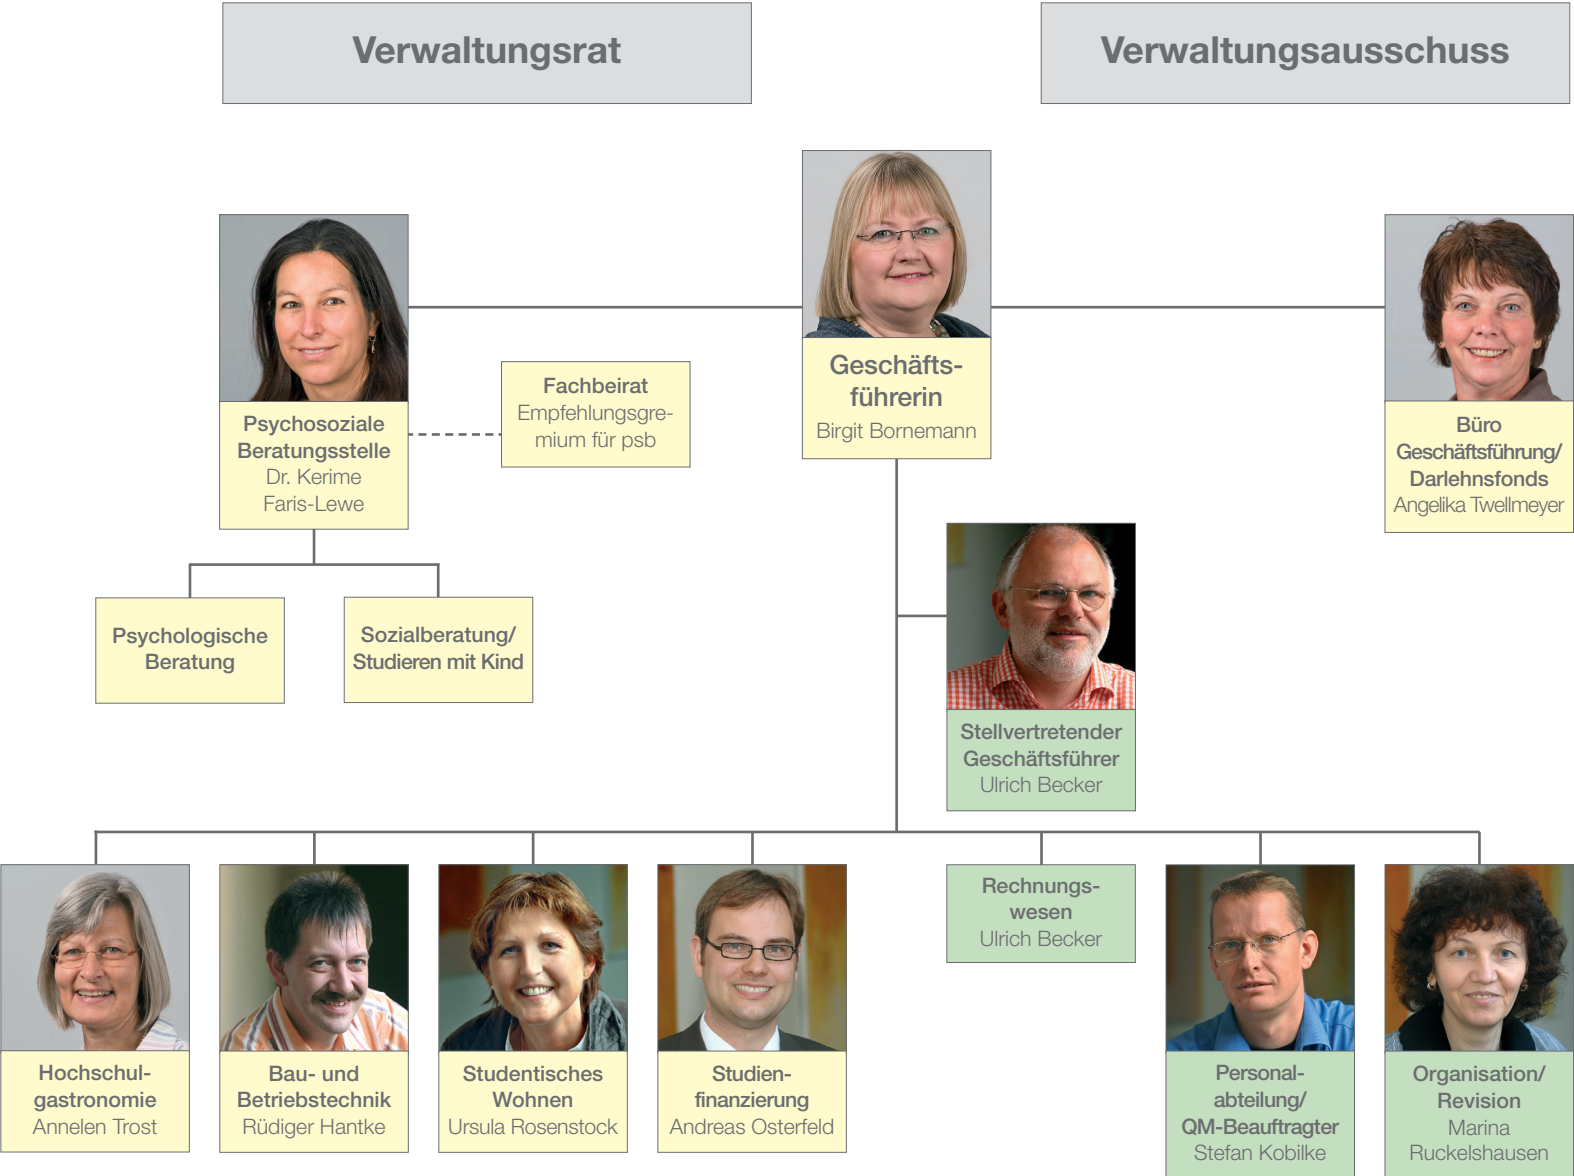 Verwaltungsrat
Verwaltungsausschuss
Geschäfts-
führerin
Birgit Bornemann
Psychosoziale
Beratungsstelle
Dr. Kerime
Faris-Lewe
Fachbeirat
Empfehlungsgre-
mium für psb
Büro
Geschäftsführung/
Darlehnsfonds
Angelika Twellmeyer
Psychologische
Beratung
Sozialberatung/
Studieren mit Kind
Stellvertretender
Geschäftsführer
Ulrich Becker
Hochschul-
gastronomie
Annelen Trost
Bau- und
Betriebstechnik
Rüdiger Hantke
Studentisches
Wohnen
Ursula Rosenstock
Studien-
finanzierung
Andreas Osterfeld
Rechnungs-
wesen
Ulrich Becker
Personal-
abteilung/
QM-Beauftragter
Stefan Kobilke
Organisation/
Revision
Marina
Ruckelshausen